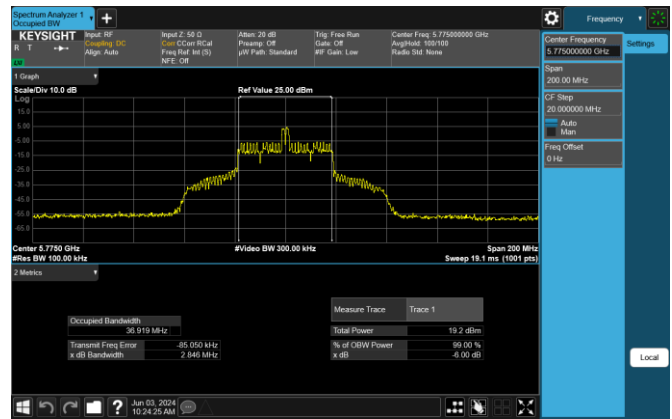 Spectrum Analyzer 1
Occupied BW
Frequency
KEYSIGHT
R T
Input: RF
Coupling: DC
Align: Auto
Input Z: 50 Ω
Corr CCorr RCal
Freq Ref: Int (S)
NFE: Off
Atten: 20 dB
Preamp: Off
µW Path: Standard
Trig: Free Run
Gate: Off
#IF Gain: Low
Center Freq: 5.775000000 GHz
Avg|Hold: 100/100
Radio Std: None
LW
1 Graph
Scale/Div 10.0 dB
Ref Value 25.00 dBm
Log
15.0
5.00
-5.00
-15.0
-25.0
-35.0
-45.0
-55.0
-65.0
Center 5.7750 GHz
#Video BW 300.00 kHz
Span 200 MHz
#Res BW 100.00 kHz
Sweep 19.1 ms (1001 pts)
2 Metrics
Measure Trace
Trace 1
Occupied Bandwidth
36.919 MHz
Total Power
19.2 dBm
Transmit Freq Error
-85.050 kHz
% of OBW Power
99.00 %
x dB Bandwidth
2.846 MHz
x dB
-6.00 dB
Center Frequency
5.775000000 GHz
Settings
Span
200.00 MHz
CF Step
20.000000 MHz
Auto
Man
Freq Offset
0 Hz
Local
?
Jun 03, 2024
10:24:25 AM